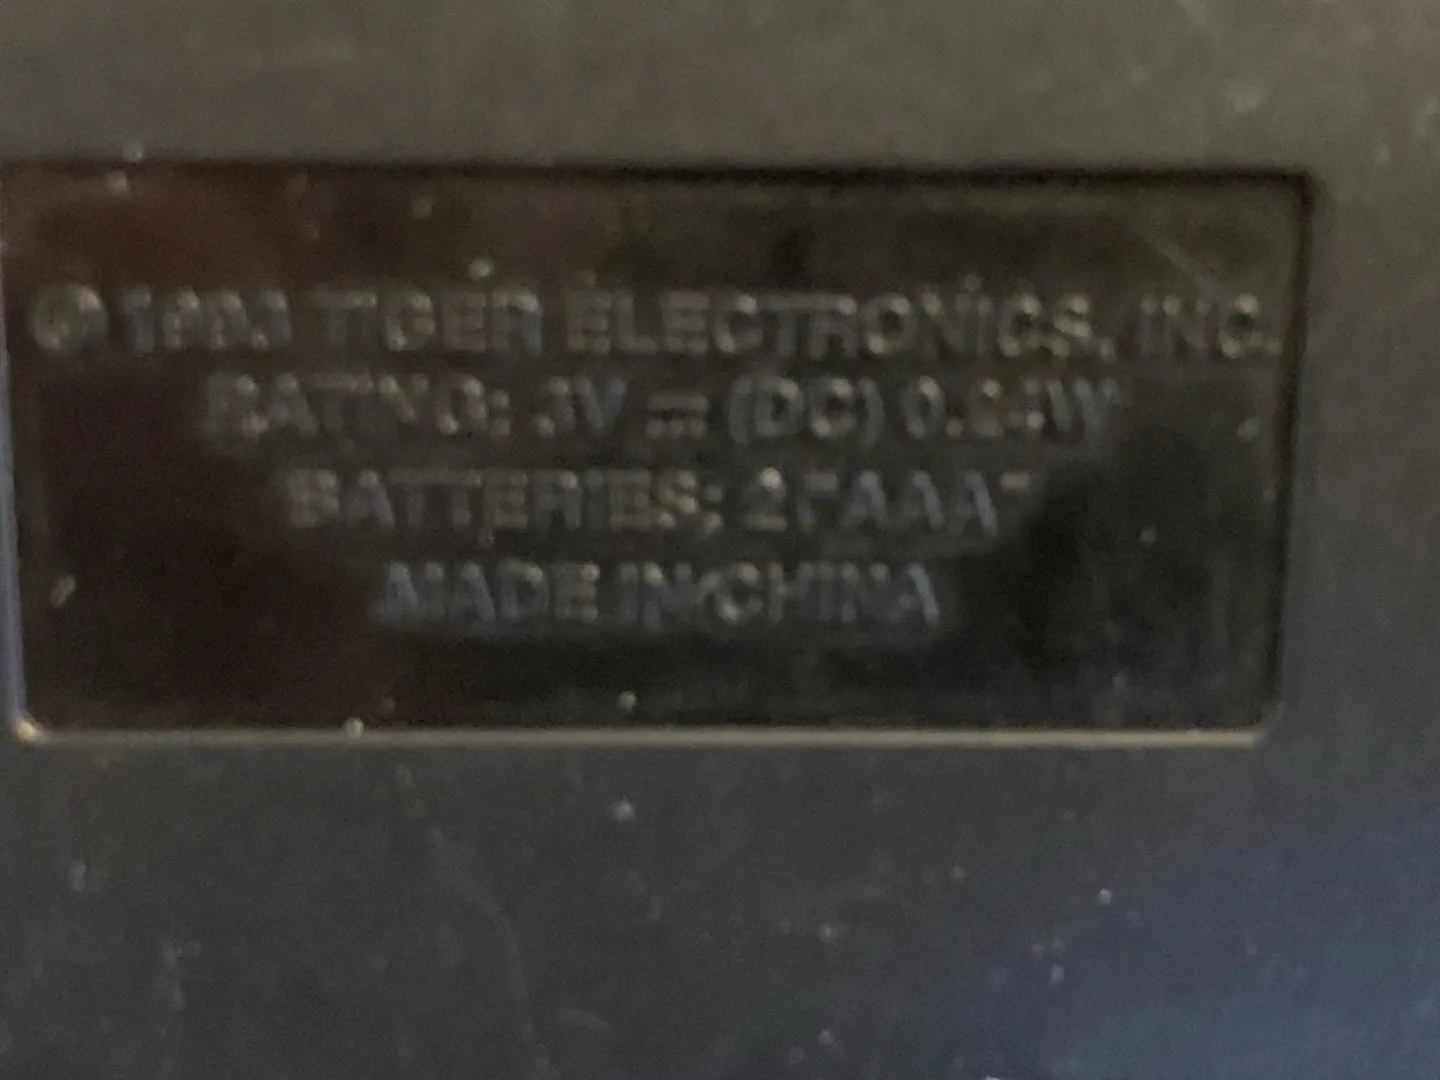 © TIGER ELECTRONICS, INC.
RATING: 3V ⎓ (DC)
BATTERIES: 2 "AAA"
MADE IN CHINA